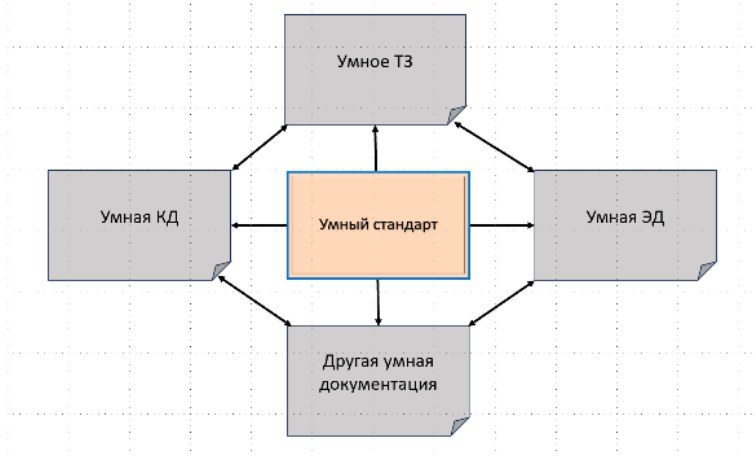 Умное ТЗ
Умная КД
Умный стандарт
Умная ЭД
Другая умная
документация